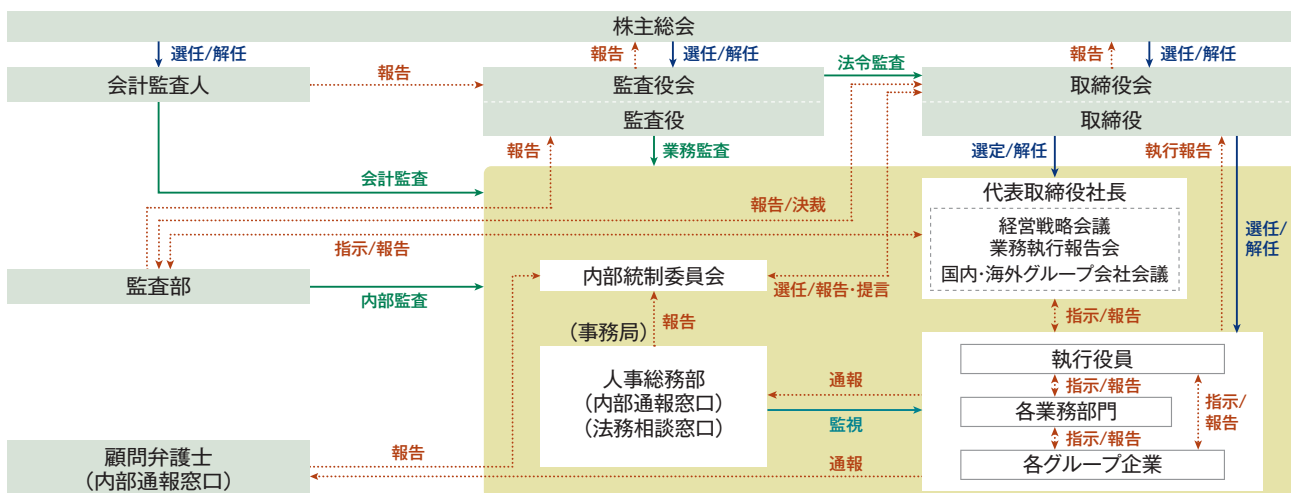 株主総会
選任/解任
報告
選任/解任
報告
選任/解任
会計監査人
報告
監査役会
法令監査
取締役会
監査役
取締役
報告
業務監査
選定/解任
執行報告
会計監査
代表取締役社長
報告/決裁
経営戦略会議
業務執行報告会
国内・海外グループ会社会議
選任/
解任
指示/報告
監査部
内部監査
内部統制委員会
選任/報告・提言
(事務局)
報告
指示/報告
人事総務部
(内部通報窓口)
(法務相談窓口)
通報
監視
執行役員
指示/報告
各業務部門
指示/報告
各グループ企業
指示/
報告
顧問弁護士
(内部通報窓口)
報告
通報